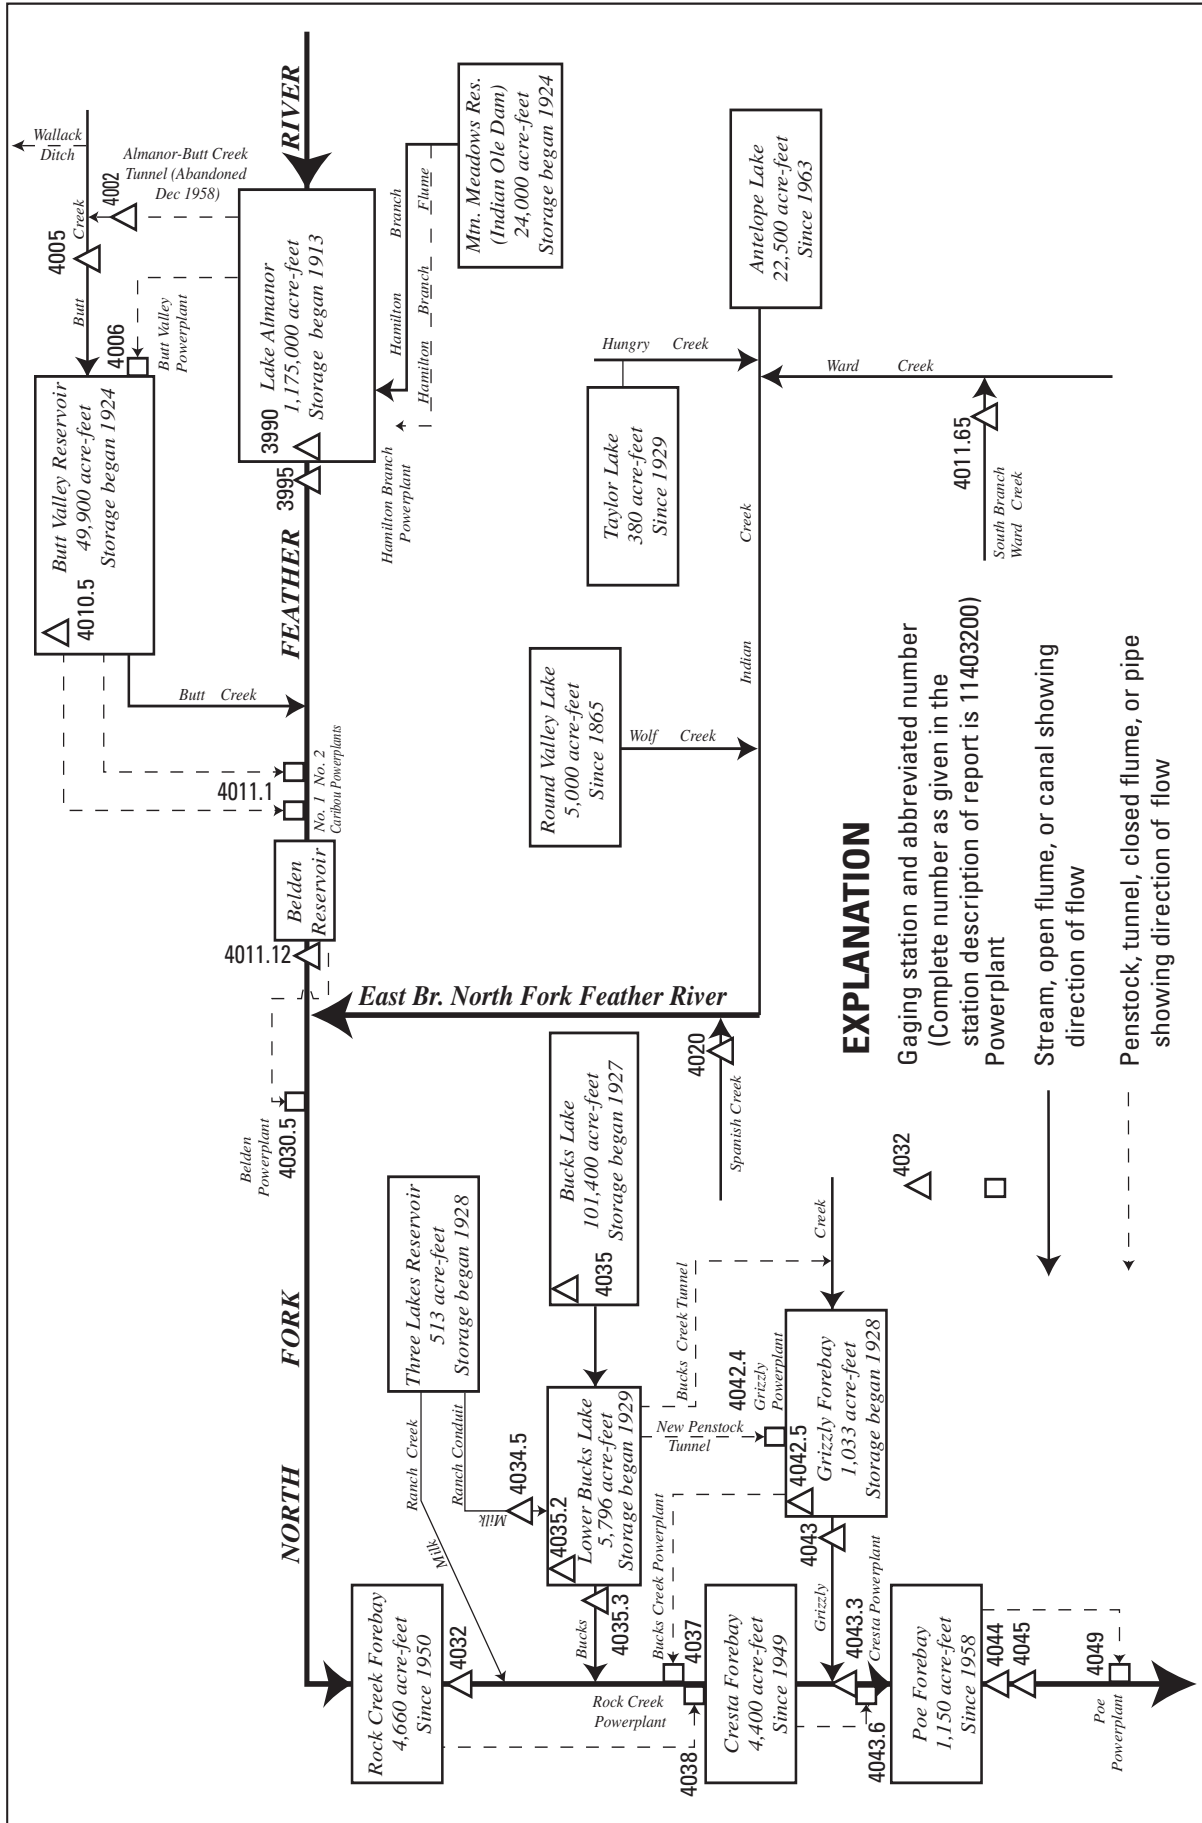 Wallack
Ditch
Almanor-Butt Creek
Tunnel (Abandoned
Dec 1958)
4002
4005
Creek
Butt
4006
Butt Valley
Powerplant
Butt Valley Reservoir
49,900 acre-feet
Storage began 1924
4010.5
Butt Creek
RIVER
3990
Lake Almanor
1,175,000 acre-feet
Storage began 1913
3995
FEATHER
Hamilton Branch
Hamilton Branch Flume
Hamilton Branch
Powerplant
Mtn. Meadows Res.
(Indian Ole Dam)
24,000 acre-feet
Storage began 1924
Antelope Lake
22,500 acre-feet
Since 1963
Hungry Creek
Taylor Lake
380 acre-feet
Since 1929
Ward Creek
4011.65
South Branch
Ward Creek
Creek
Indian
Round Valley Lake
5,000 acre-feet
Since 1865
Wolf Creek
4011.1
No. 1 No. 2
Caribou Powerplants
Belden
Reservoir
4011.12
East Br. North Fork Feather River
4020
Spanish Creek
Belden
Powerplant
4030.5
FORK
NORTH
Three Lakes Reservoir
513 acre-feet
Storage began 1928
Ranch Creek
Milk
Ranch Conduit
Milk
4034.5
Bucks Lake
101,400 acre-feet
Storage began 1927
4035
4035.2
Lower Bucks Lake
5,796 acre-feet
Storage began 1929
Bucks
4035.3
Bucks Creek Tunnel
New Penstock
Tunnel
4042.4
Grizzly
Powerplant
Creek
4042.5
Grizzly Forebay
1,033 acre-feet
Storage began 1928
4043
Grizzly
Rock Creek Forebay
4,660 acre-feet
Since 1950
4032
Bucks Creek Powerplant
4037
Rock Creek
Powerplant
4038
Cresta Forebay
4,400 acre-feet
Since 1949
4043.3
Cresta Powerplant
4043.6
Poe Forebay
1,150 acre-feet
Since 1958
4044
4045
4049
Poe
Powerplant
EXPLANATION
4032
Gaging station and abbreviated number
(Complete number as given in the
station description of report is 11403200)
Powerplant
Stream, open flume, or canal showing
direction of flow
Penstock, tunnel, closed flume, or pipe
showing direction of flow